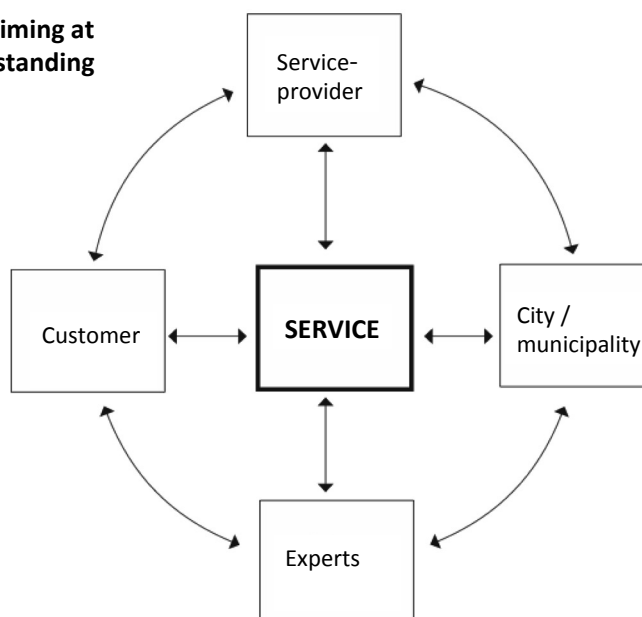 iming at
standing
Service-
provider
Customer
SERVICE
City /
municipality
Experts